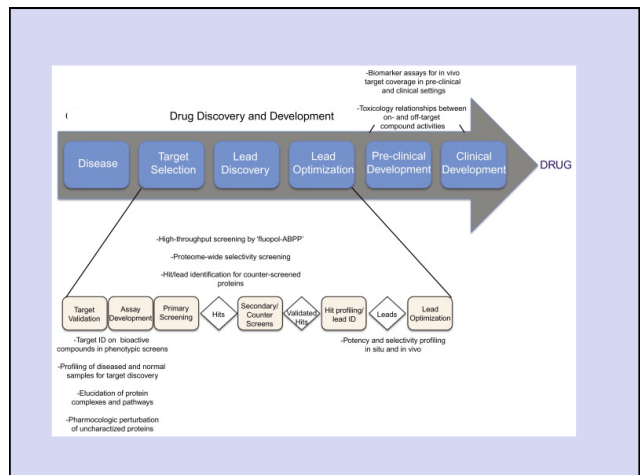 -Biomarker assays for in vivo
target coverage in pre-clinical
and clinical settings
-Toxicology relationships between
on- and off-target
compound activities
Drug Discovery and Development
Disease
Target
Selection
Lead
Discovery
Lead
Optimization
Pre-clinical
Development
Clinical
Development
DRUG
-High-throughput screening by 'fluopol-ABPP'
-Proteome-wide selectivity screening
-Hit/lead identification for counter-screened
proteins
Target
Validation
Assay
Development
Primary
Screening
Hits
Secondary/
Counter
Screens
Validated
Hits
Hit profiling/
lead ID
Leads
Lead
Optimization
-Target ID on bioactive
compounds in phenotypic screens
-Profiling of diseased and normal
samples for target discovery
-Elucidation of protein
complexes and pathways
-Pharmocologic perturbation
of uncharactized proteins
-Potency and selectivity profiling
in situ and in vivo